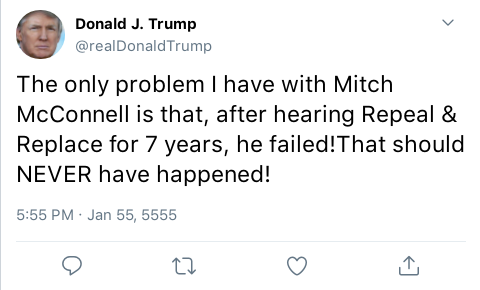 Donald J. Trump
@realDonaldTrump
The only problem I have with Mitch
McConnell is that, after hearing Repeal &
Replace for 7 years, he failed!That should
NEVER have happened!
5:55 PM · Jan 55, 5555